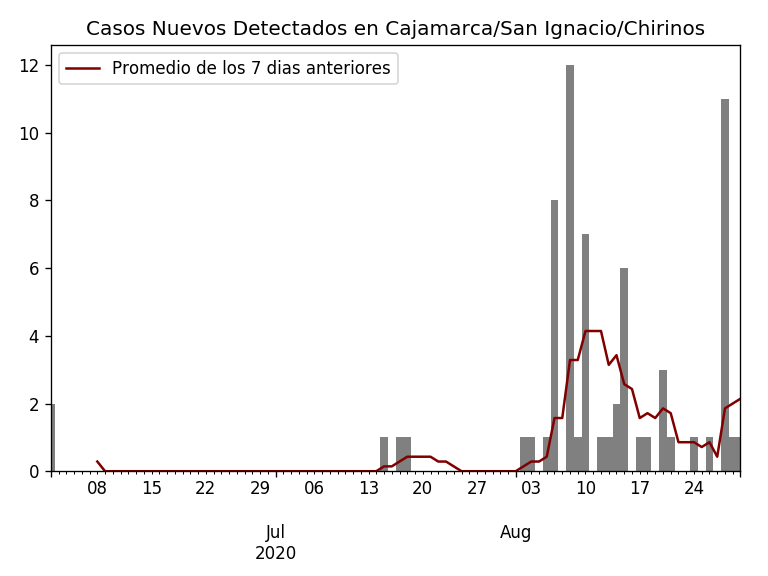 Casos Nuevos Detectados en Cajamarca/San Ignacio/Chirinos
Promedio de los 7 dias anteriores
12
10
8
6
4
2
0
08 15 22 29 06 13 20 27 03 10 17 24
Jul Aug
2020